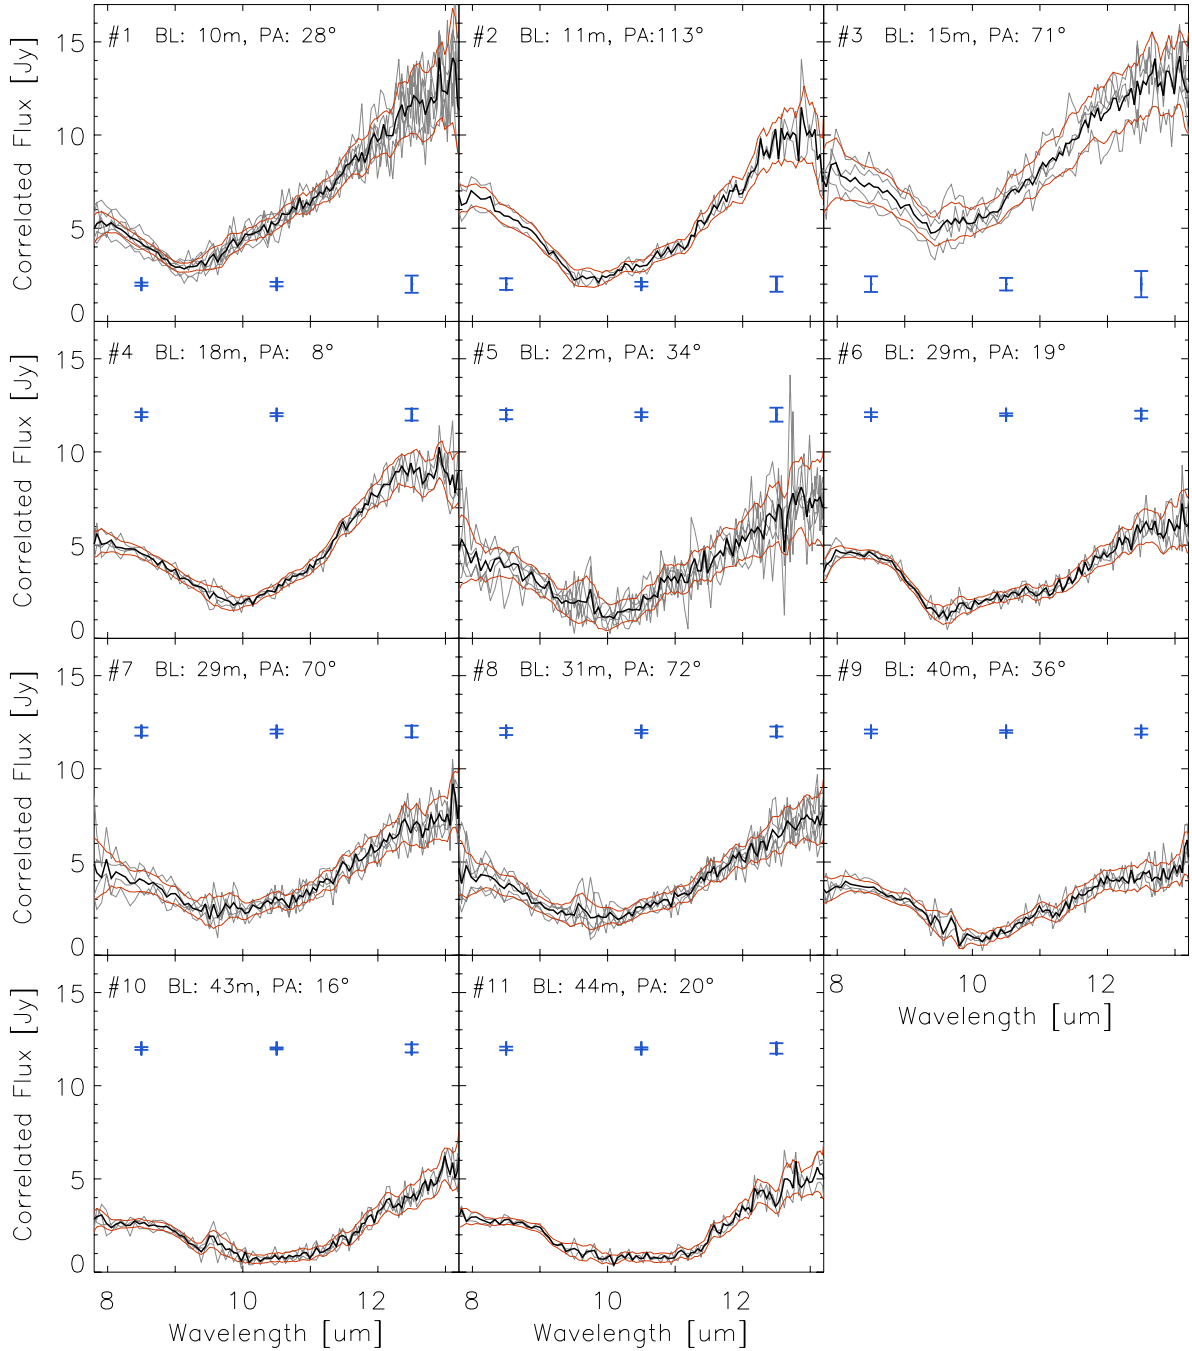 #1 BL: 10m, PA: 28°
#2 BL: 11m, PA:113°
#3 BL: 15m, PA: 71°
Correlated Flux [Jy]
15
10
5
0
#4 BL: 18m, PA: 8°
#5 BL: 22m, PA: 34°
#6 BL: 29m, PA: 19°
Correlated Flux [Jy]
15
10
5
0
#7 BL: 29m, PA: 70°
#8 BL: 31m, PA: 72°
#9 BL: 40m, PA: 36°
Correlated Flux [Jy]
15
10
5
0
8 10 12
Wavelength [um]
#10 BL: 43m, PA: 16°
#11 BL: 44m, PA: 20°
Correlated Flux [Jy]
15
10
5
0
8 10 12
8 10 12
Wavelength [um]
Wavelength [um]